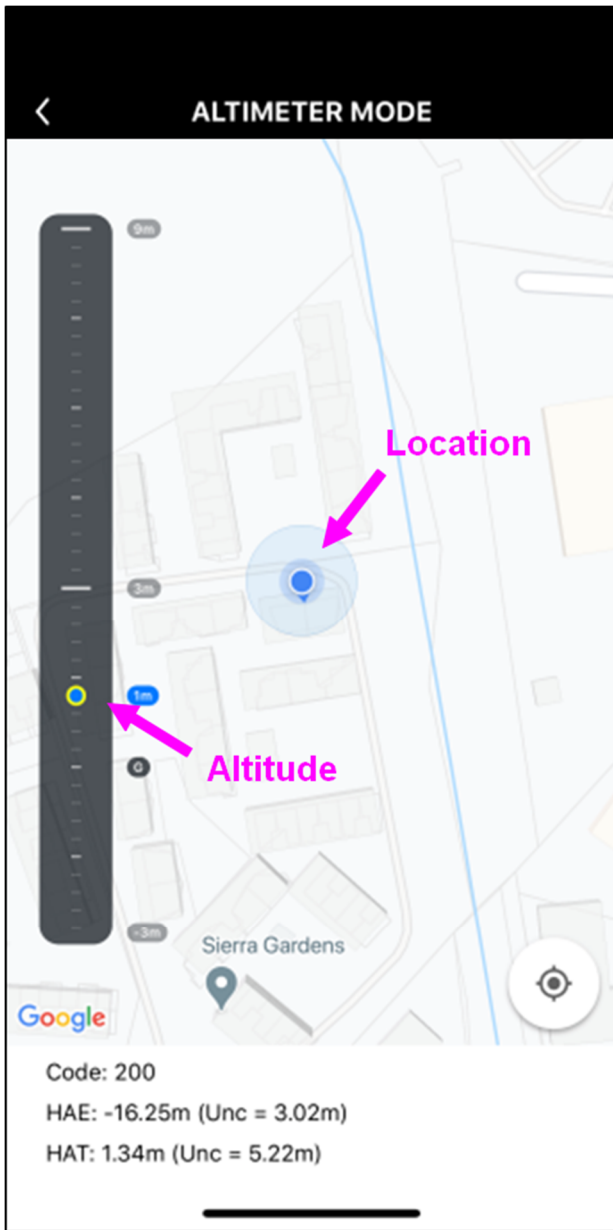 ALTIMETER MODE
9m
Location
3m
1m
Altitude
G
-3m
Sierra Gardens
Google
Code: 200
HAE: -16.25m (Unc = 3.02m)
HAT: 1.34m (Unc = 5.22m)